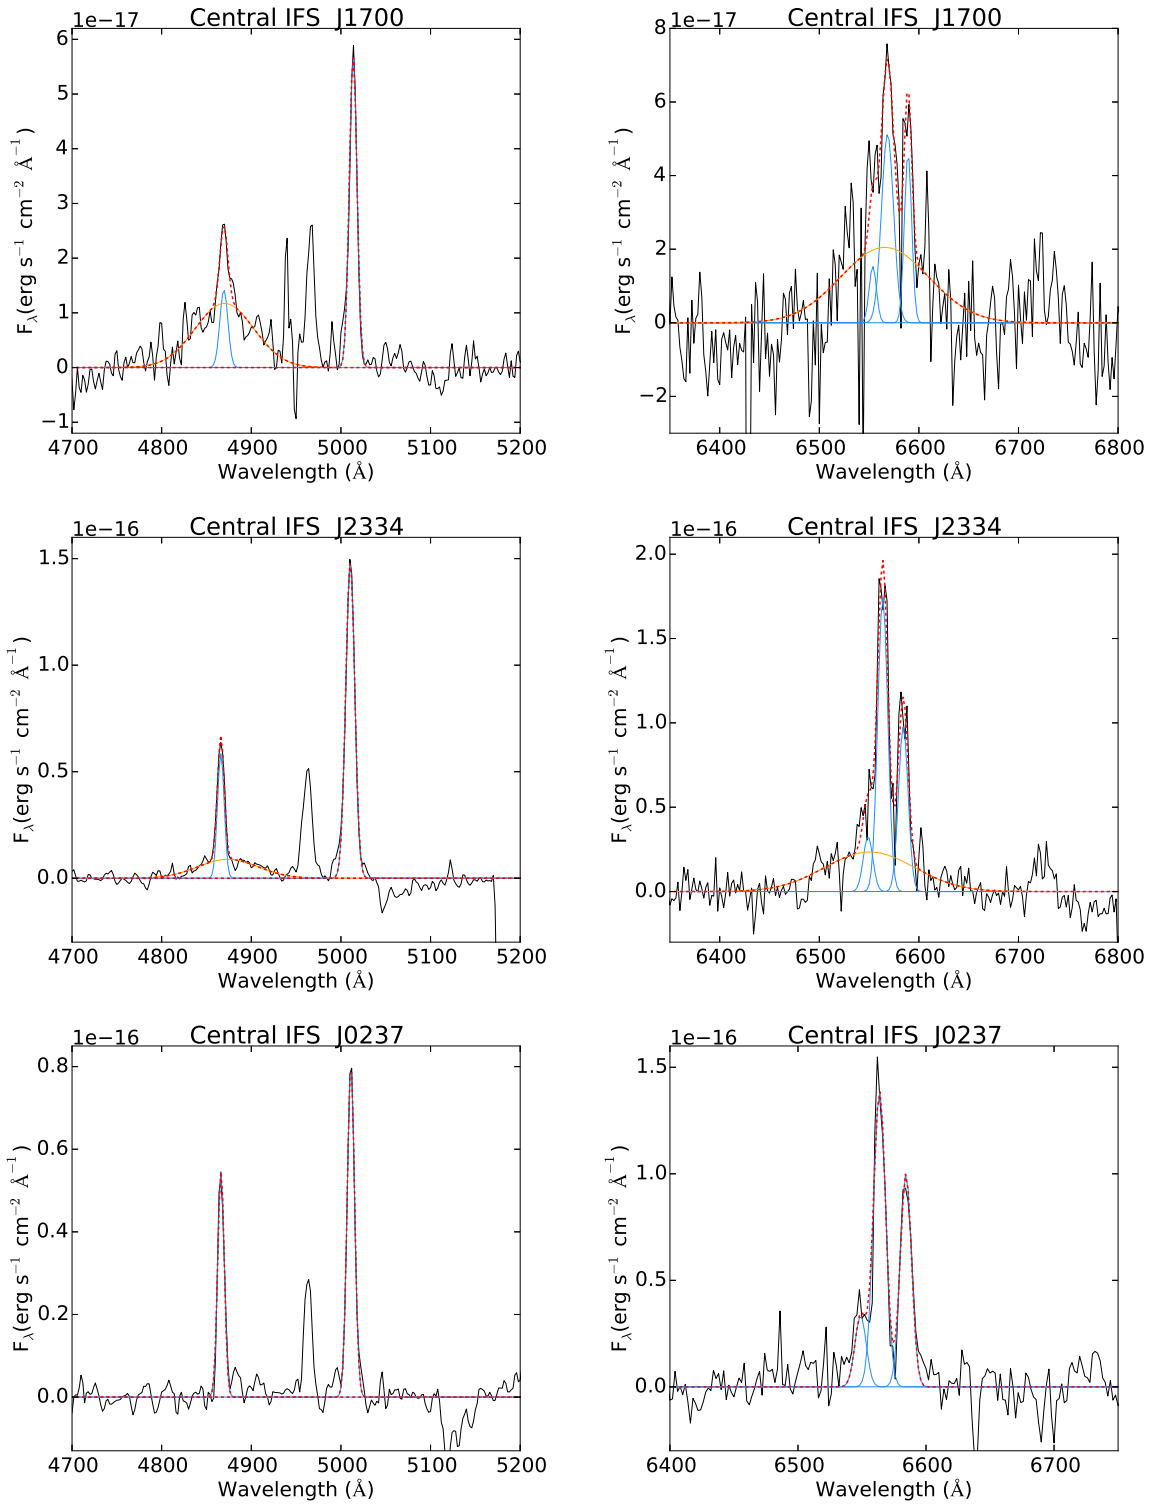 1e−17
Central IFS J1700
6
5
4
3
2
1
0
−1
4700 4800 4900 5000 5100 5200
Wavelength (Å)
Fλ(erg s⁻¹ cm⁻² Å⁻¹)
1e−17
Central IFS J1700
8
6
4
2
0
−2
6400 6500 6600 6700 6800
Wavelength (Å)
Fλ(erg s⁻¹ cm⁻² Å⁻¹)
1e−16
Central IFS J2334
1.5
1.0
0.5
0.0
4700 4800 4900 5000 5100 5200
Wavelength (Å)
Fλ(erg s⁻¹ cm⁻² Å⁻¹)
1e−16
Central IFS J2334
2.0
1.5
1.0
0.5
0.0
6400 6500 6600 6700 6800
Wavelength (Å)
Fλ(erg s⁻¹ cm⁻² Å⁻¹)
1e−16
Central IFS J0237
0.8
0.6
0.4
0.2
0.0
4700 4800 4900 5000 5100 5200
Wavelength (Å)
Fλ(erg s⁻¹ cm⁻² Å⁻¹)
1e−16
Central IFS J0237
1.5
1.0
0.5
0.0
6400 6500 6600 6700
Wavelength (Å)
Fλ(erg s⁻¹ cm⁻² Å⁻¹)